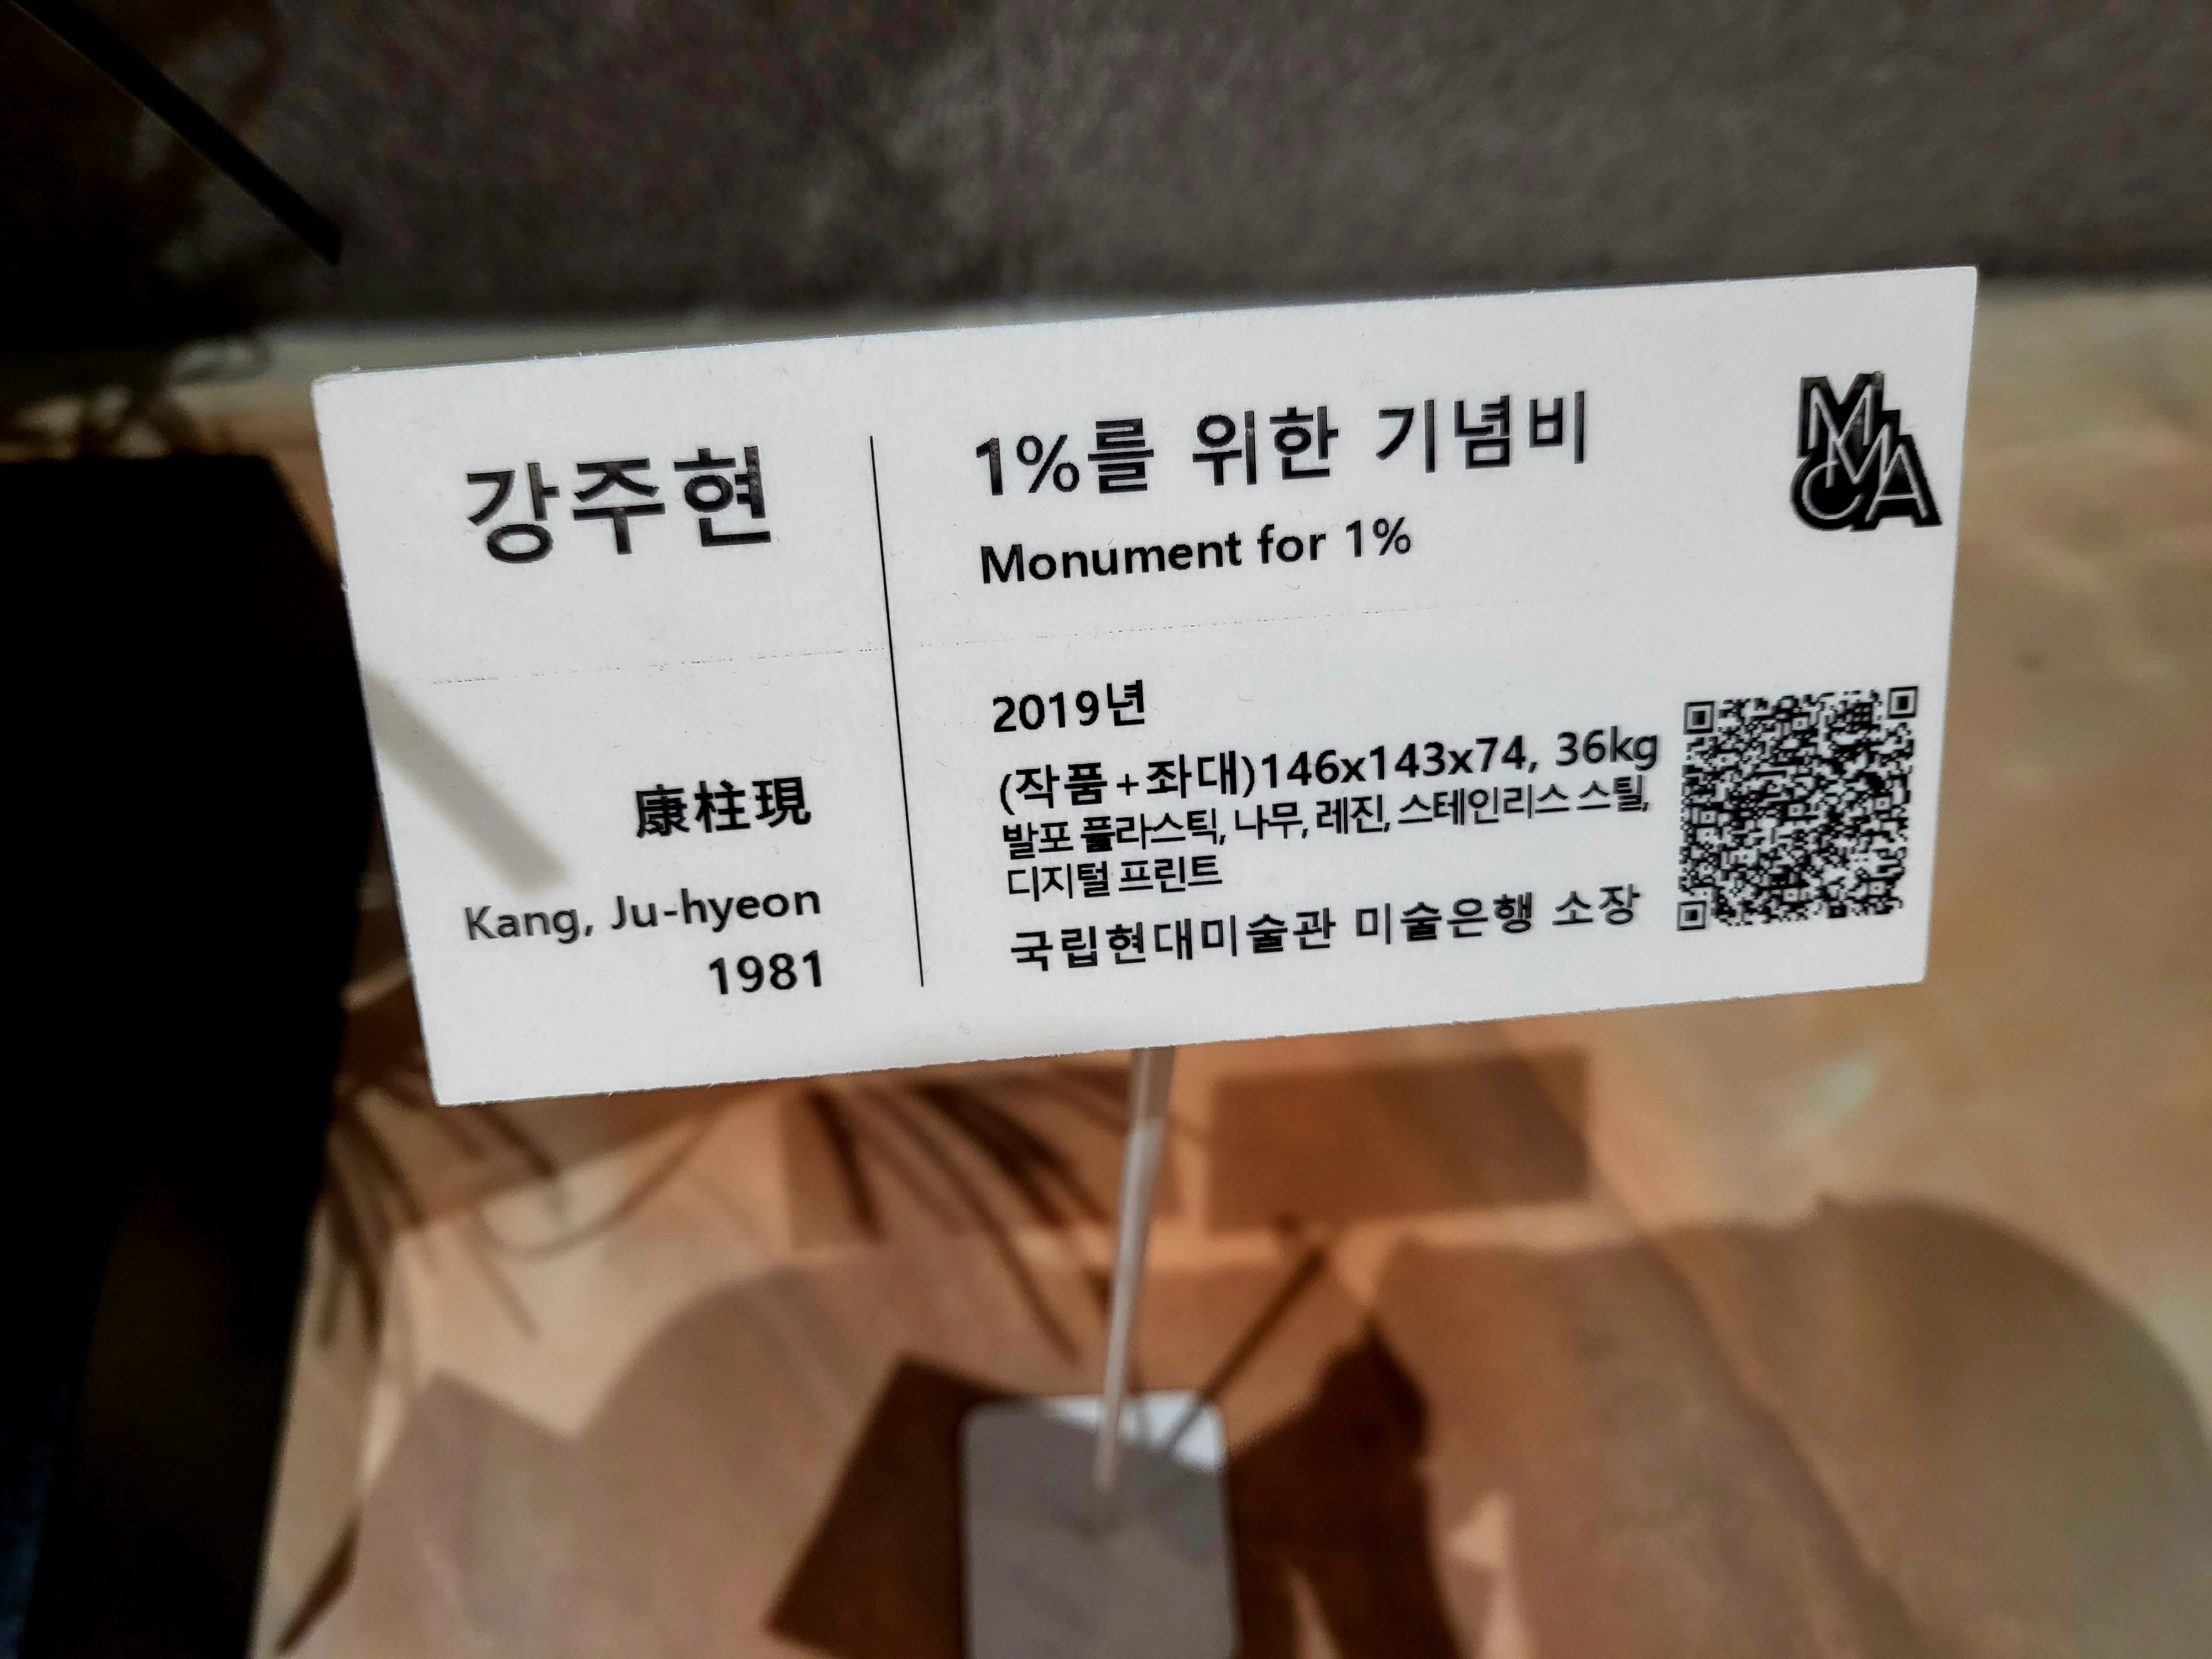 강주현
康柱現
Kang, Ju-hyeon
1981
1%를 위한 기념비
Monument for 1%
2019년
(작품+좌대)146x143x74, 36kg
발포 플라스틱, 나무, 레진, 스테인리스 스틸,
디지털 프린트
국립현대미술관 미술은행 소장
MMCA